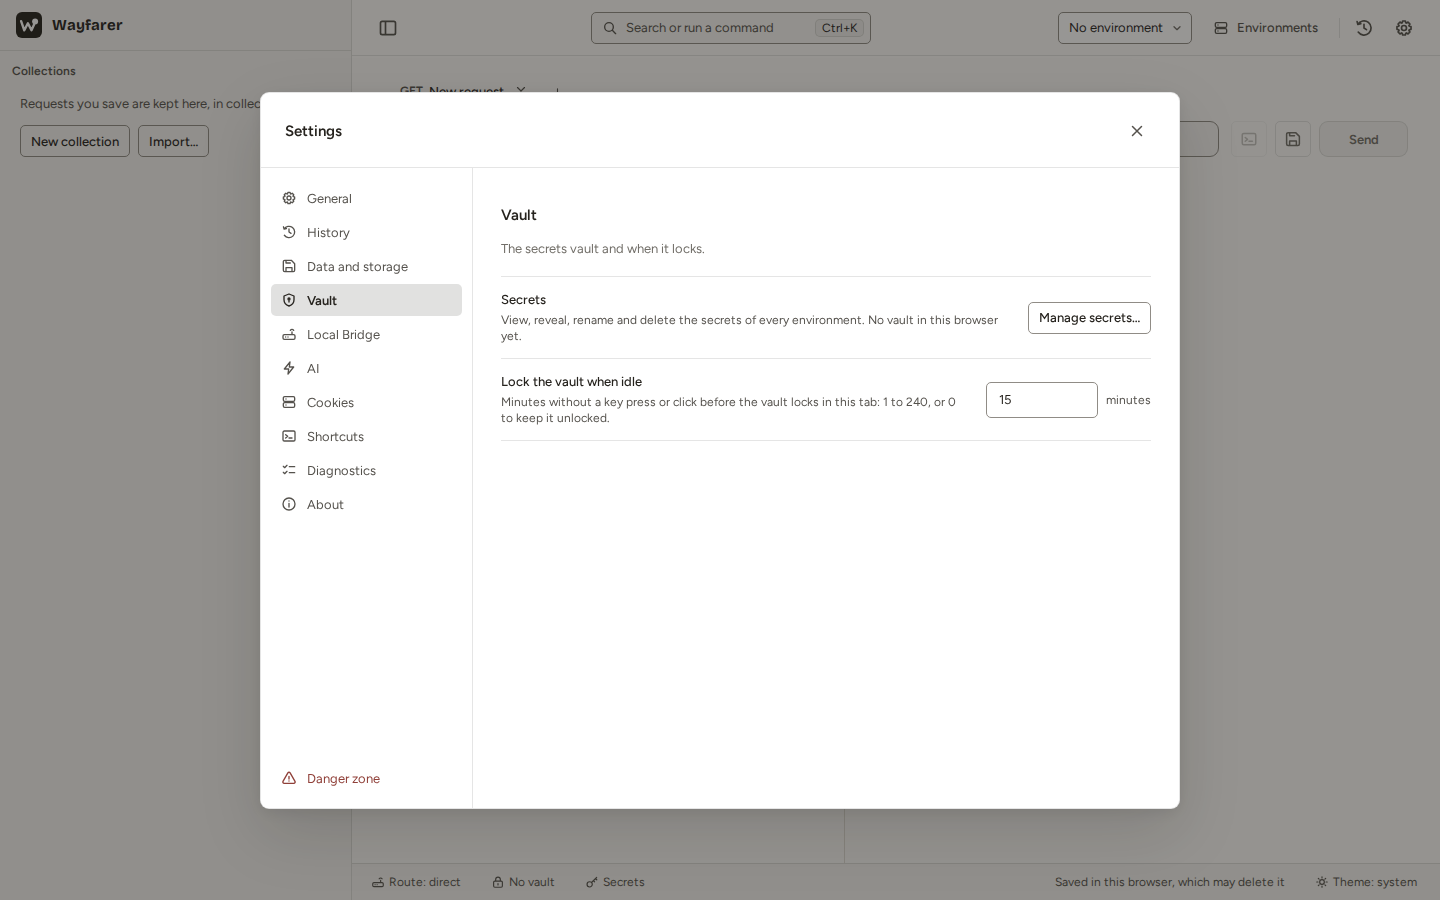 Wayfarer
Search or run a command
Ctrl+K
No environment
Environments
Collections
Requests you save are kept here, in collec
GET New request
New collection
Import...
Send
Settings
General
History
Data and storage
Vault
Local Bridge
AI
Cookies
Shortcuts
Diagnostics
About
Danger zone
Vault
The secrets vault and when it locks.
Secrets
View, reveal, rename and delete the secrets of every environment. No vault in this browser
yet.
Manage secrets...
Lock the vault when idle
Minutes without a key press or click before the vault locks in this tab: 1 to 240, or 0
to keep it unlocked.
15
minutes
Route: direct
No vault
Secrets
Saved in this browser, which may delete it
Theme: system